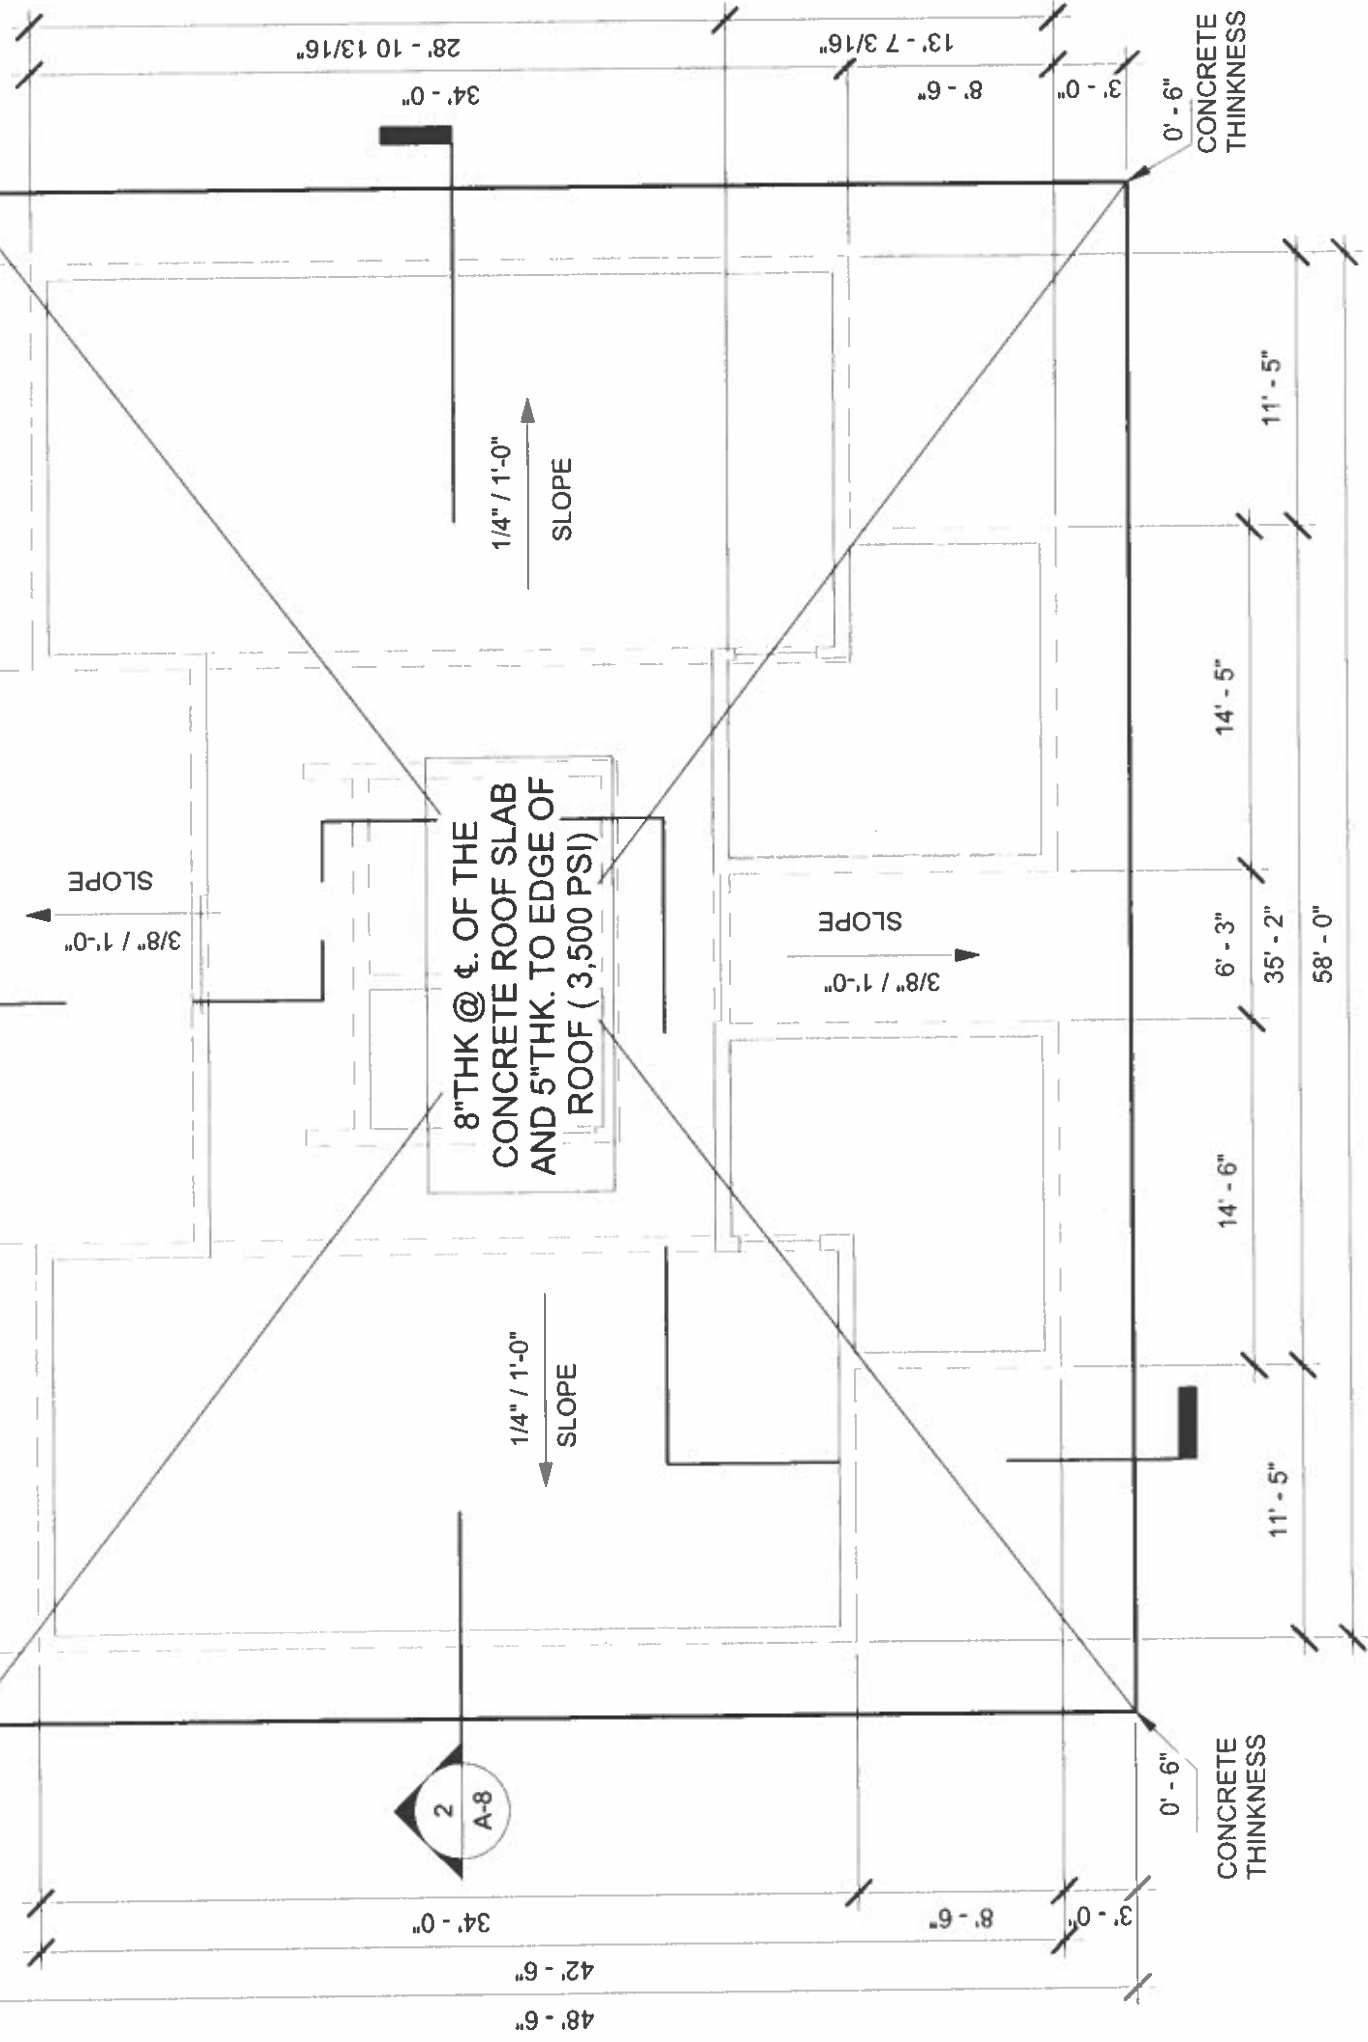 28' - 10 13/16"
13' - 7 3/16"
34' - 0"
8' - 6"
3' - 0"
0' - 6"
CONCRETE
THINKNESS
SLOPE
3/8" / 1'-0"
1/4" / 1'-0"
SLOPE
8"THK @ ℄. OF THE
CONCRETE ROOF SLAB
AND 5"THK. TO EDGE OF
ROOF ( 3,500 PSI)
SLOPE
3/8" / 1'-0"
1/4" / 1'-0"
SLOPE
11' - 5"
14' - 6"
6' - 3"
14' - 5"
11' - 5"
35' - 2"
58' - 0"
2
A-8
34' - 0"
8' - 6"
3' - 0"
42' - 6"
48' - 6"
0' - 6"
CONCRETE
THINKNESS